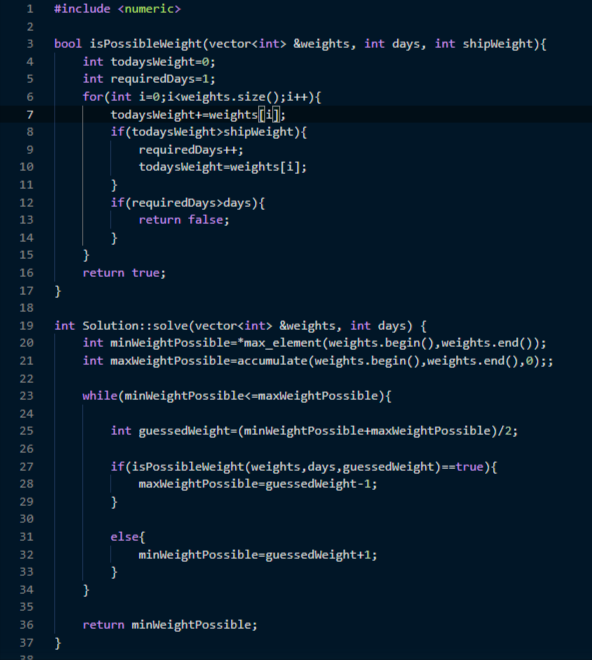 1 #include <numeric>
2
3 bool isPossibleWeight(vector<int> &weights, int days, int shipWeight){
4     int todaysWeight=0;
5     int requiredDays=1;
6     for(int i=0;i<weights.size();i++){
7         todaysWeight+=weights[i];
8         if(todaysWeight>shipWeight){
9             requiredDays++;
10             todaysWeight=weights[i];
11         }
12         if(requiredDays>days){
13             return false;
14         }
15     }
16     return true;
17 }
18
19 int Solution::solve(vector<int> &weights, int days) {
20     int minWeightPossible=*max_element(weights.begin(),weights.end());
21     int maxWeightPossible=accumulate(weights.begin(),weights.end(),0);;
22
23     while(minWeightPossible<=maxWeightPossible){
24
25         int guessedWeight=(minWeightPossible+maxWeightPossible)/2;
26
27         if(isPossibleWeight(weights,days,guessedWeight)==true){
28             maxWeightPossible=guessedWeight-1;
29         }
30
31         else{
32             minWeightPossible=guessedWeight+1;
33         }
34     }
35
36     return minWeightPossible;
37 }
38